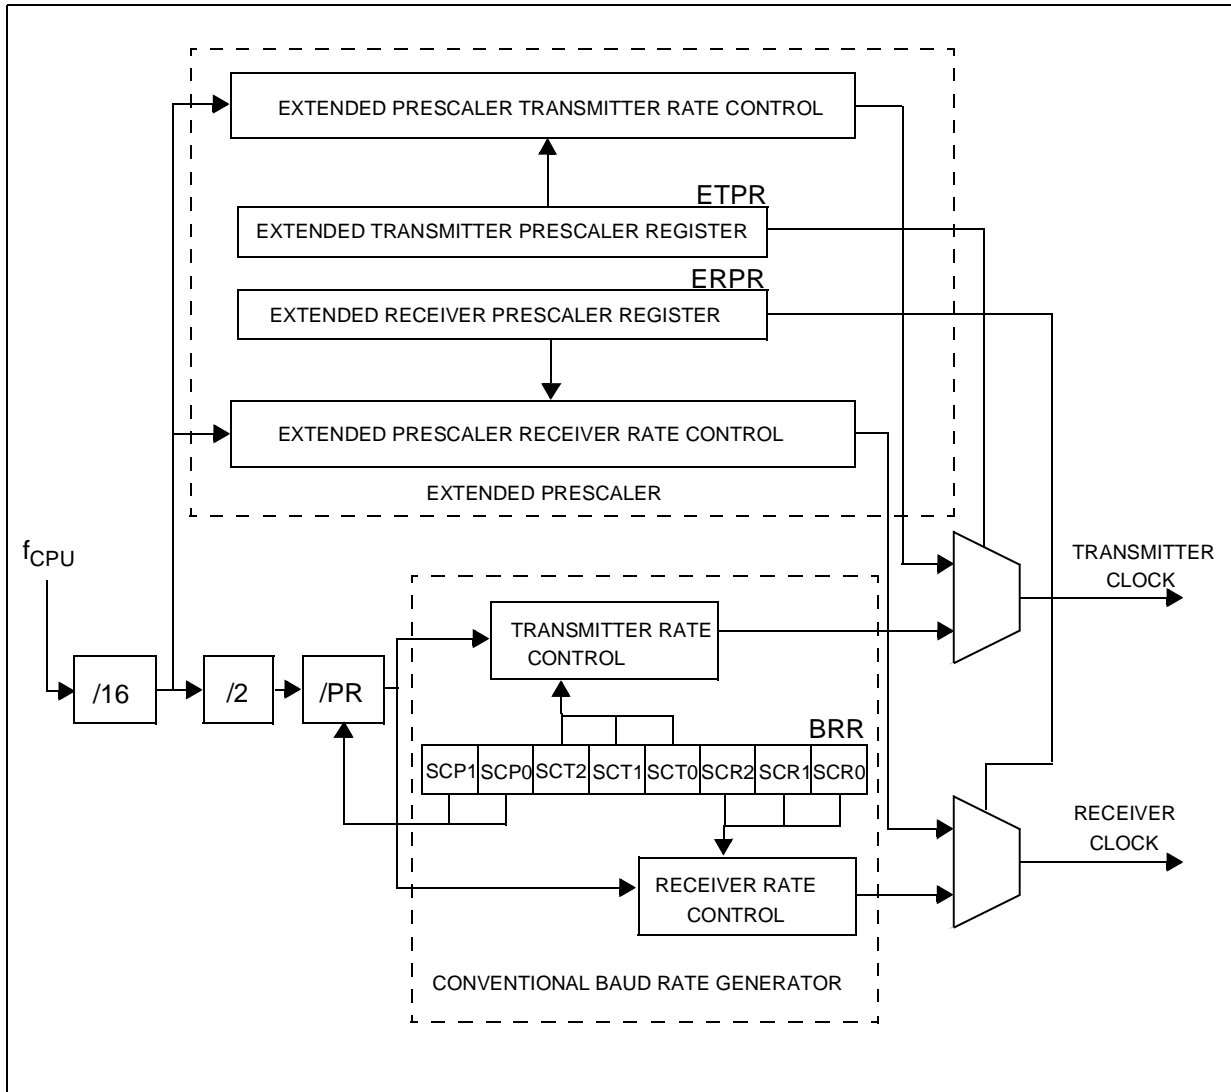 EXTENDED PRESCALER TRANSMITTER RATE CONTROL
ETPR
EXTENDED TRANSMITTER PRESCALER REGISTER
ERPR
EXTENDED RECEIVER PRESCALER REGISTER
EXTENDED PRESCALER RECEIVER RATE CONTROL
EXTENDED PRESCALER
fCPU
TRANSMITTER
CLOCK
TRANSMITTER RATE
CONTROL
/16
/2
/PR
BRR
SCP1 SCP0 SCT2 SCT1 SCT0 SCR2 SCR1 SCR0
RECEIVER
CLOCK
RECEIVER RATE
CONTROL
CONVENTIONAL BAUD RATE GENERATOR